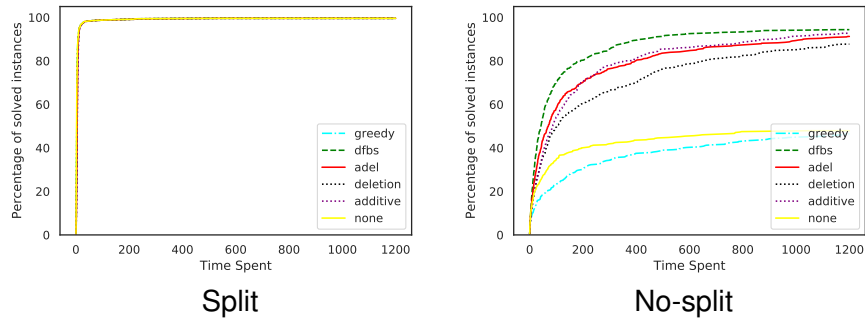 Percentage of solved instances
100
80
60
40
20
0
greedy
dfbs
adel
deletion
additive
none
0 200 400 600 800 1000 1200
Time Spent
Split
Percentage of solved instances
100
80
60
40
20
0
greedy
dfbs
adel
deletion
additive
none
0 200 400 600 800 1000 1200
Time Spent
No-split